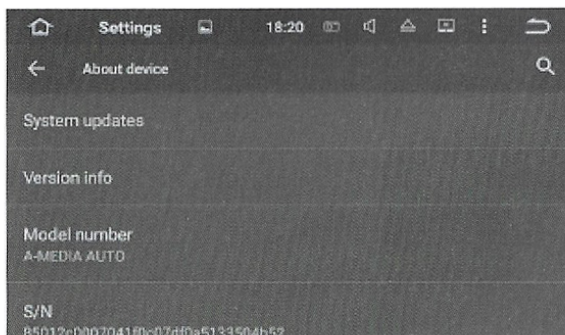 Settings 18:20
About device
System updates
Version info
Model number
A-MEDIA AUTO
S/N